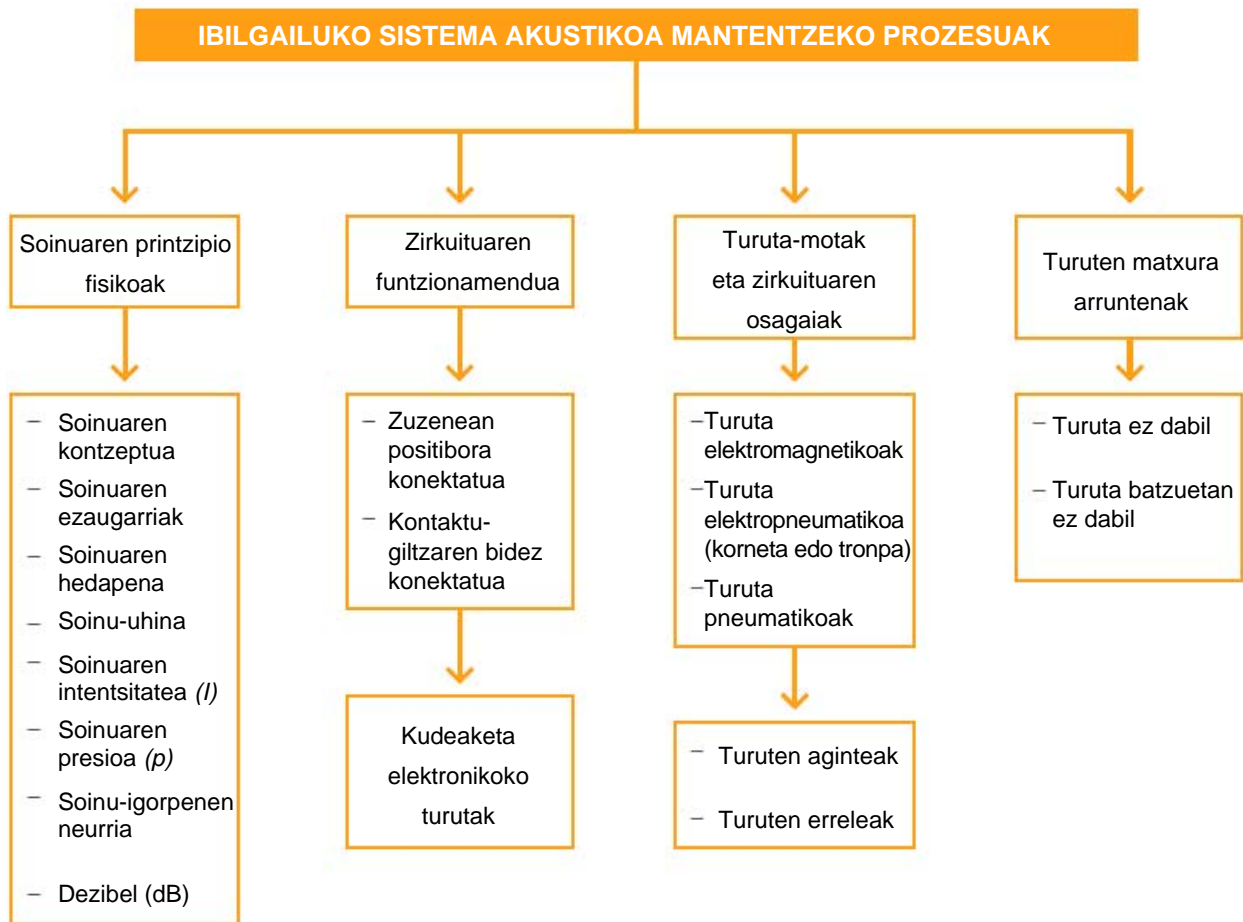 IBILGAILUKO SISTEMA AKUSTIKOA MANTENTZEKO PROZESUAK
Soinuaren printzipio
fisikoak
– Soinuaren
kontzeptua
– Soinuaren
ezaugarriak
– Soinuaren
hedapena
– Soinu-uhina
– Soinuaren
intentsitatea (I)
– Soinuaren
presioa (p)
– Soinu-igorpenen
neurria
– Dezibel (dB)
Zirkuituaren
funtzionamendua
– Zuzenean
positibora
konektatua
– Kontaktu-
giltzaren bidez
konektatua
Kudeaketa
elektronikoko
turutak
Turuta-motak
eta zirkuituaren
osagaiak
–Turuta
elektromagnetikoak
–Turuta
elektropneumatikoa
(korneta edo tronpa)
–Turuta
pneumatikoak
– Turuten aginteak
– Turuten erreleak
Turuten matxura
arruntenak
– Turuta ez dabil
– Turuta batzuetan
ez dabil